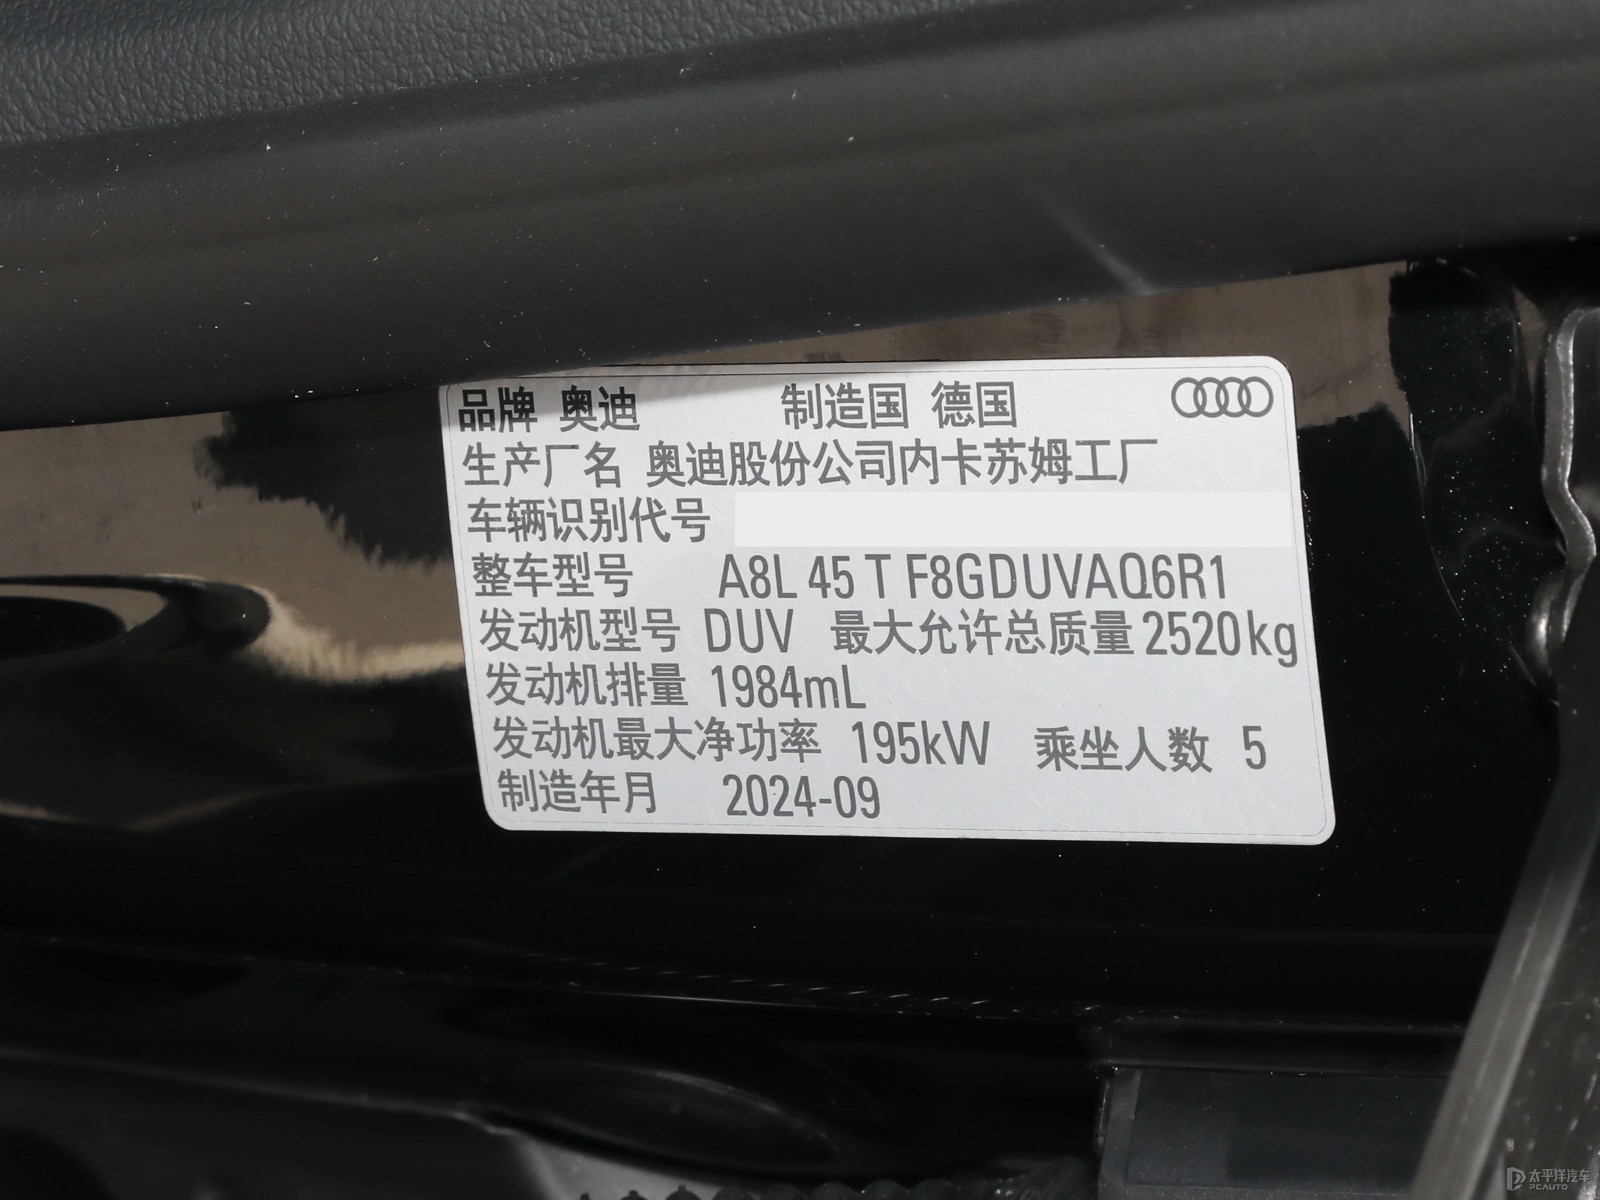 品牌 奥迪 制造国 德国
生产厂名 奥迪股份公司内卡苏姆工厂
车辆识别代号
整车型号 A8L 45 T F8GDUVAQ6R1
发动机型号 DUV 最大允许总质量 2520kg
发动机排量 1984mL
发动机最大净功率 195kW 乘坐人数 5
制造年月 2024-09
太平洋汽车
PCAUTO